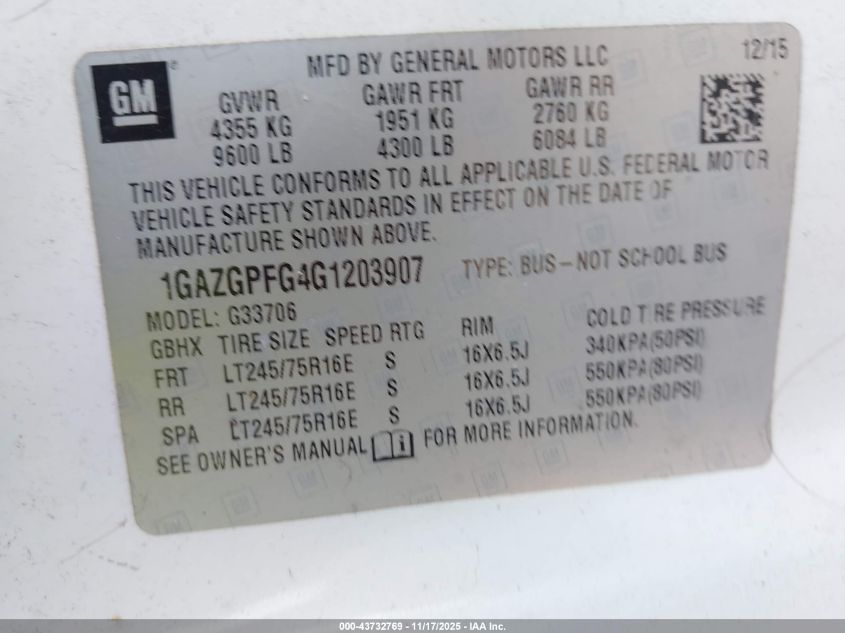 GM
MFD BY GENERAL MOTORS LLC 12/15
GVWR GAWR FRT GAWR RR
4355 KG 1951 KG 2760 KG
9600 LB 4300 LB 6084 LB
THIS VEHICLE CONFORMS TO ALL APPLICABLE U.S. FEDERAL MOTOR
VEHICLE SAFETY STANDARDS IN EFFECT ON THE DATE OF
MANUFACTURE SHOWN ABOVE.
1GAZGPFG4G1203907 TYPE: BUS-NOT SCHOOL BUS
MODEL: G33706
GBHX TIRE SIZE SPEED RTG RIM COLD TIRE PRESSURE
FRT LT245/75R16E S 16X6.5J 340KPA(50PSI)
RR LT245/75R16E S 16X6.5J 550KPA(80PSI)
SPA LT245/75R16E S 16X6.5J 550KPA(80PSI)
SEE OWNER'S MANUAL FOR MORE INFORMATION.
000-43732769 - 11/17/2025 - IAA Inc.